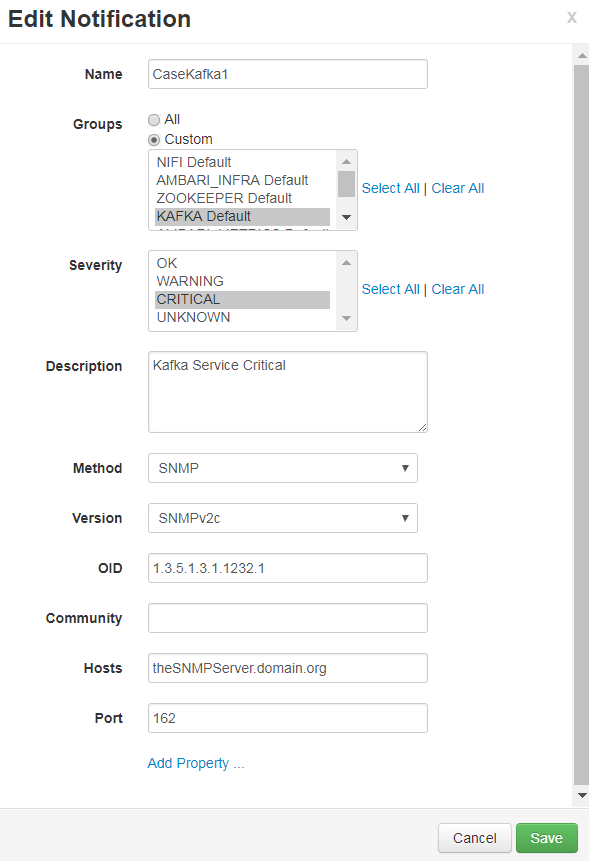 Edit Notification
x
Name CaseKafka1
Groups All
Custom
NIFI Default
AMBARI_INFRA Default
ZOOKEEPER Default
KAFKA Default
Select All | Clear All
Severity OK
WARNING
CRITICAL
UNKNOWN
Select All | Clear All
Description Kafka Service Critical
Method SNMP
Version SNMPv2c
OID 1.3.5.1.3.1.1232.1
Community
Hosts theSNMPServer.domain.org
Port 162
Add Property ...
Cancel Save